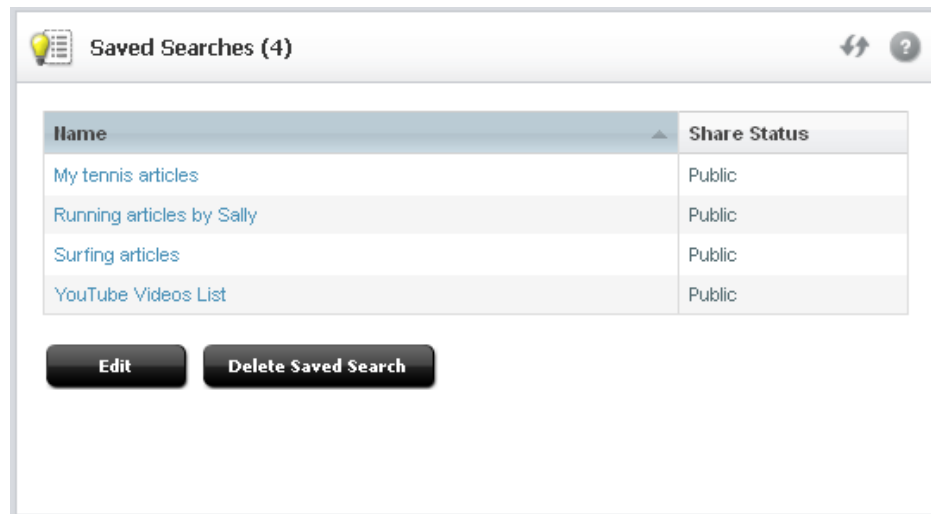 Saved Searches (4)
?
Name Share Status
My tennis articles Public
Running articles by Sally Public
Surfing articles Public
YouTube Videos List Public
Edit Delete Saved Search